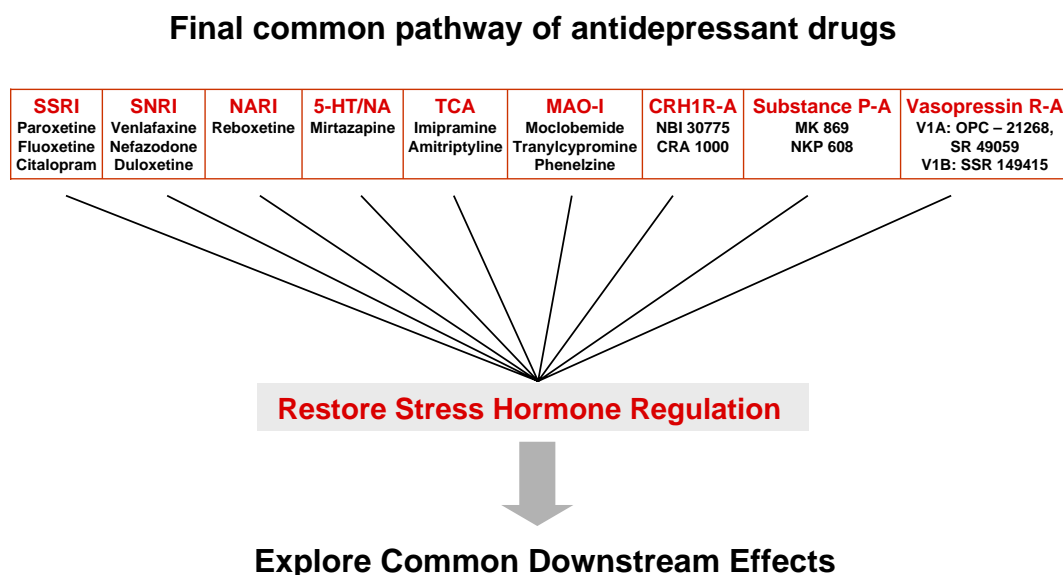 Final common pathway of antidepressant drugs
SSRI
Paroxetine
Fluoxetine
Citalopram
SNRI
Venlafaxine
Nefazodone
Duloxetine
NARI
Reboxetine
5-HT/NA
Mirtazapine
TCA
Imipramine
Amitriptyline
MAO-I
Moclobemide
Tranylcypromine
Phenelzine
CRH1R-A
NBI 30775
CRA 1000
Substance P-A
MK 869
NKP 608
Vasopressin R-A
V1A: OPC – 21268,
SR 49059
V1B: SSR 149415
Restore Stress Hormone Regulation
Explore Common Downstream Effects